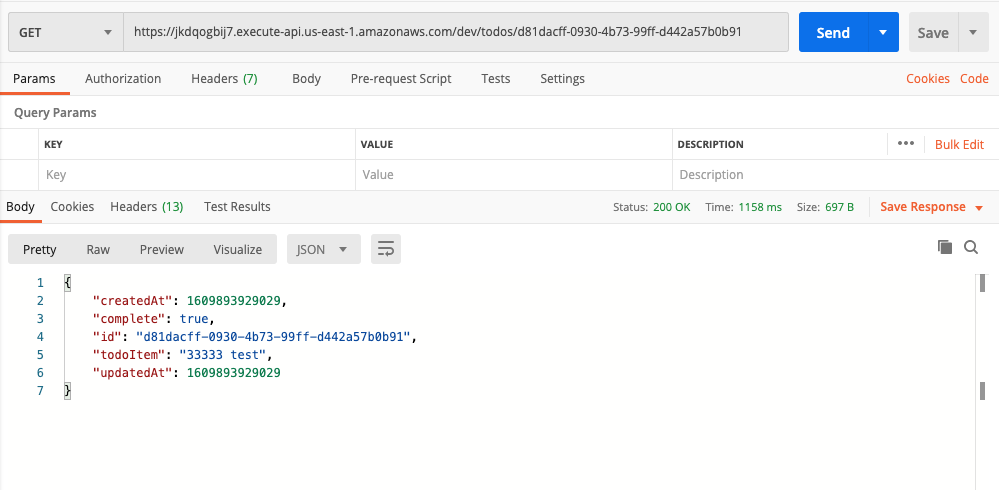 GET https://jkdqogbij7.execute-api.us-east-1.amazonaws.com/dev/todos/d81dacff-0930-4b73-99ff-d442a57b0b91 Send Save
Params Authorization Headers (7) Body Pre-request Script Tests Settings Cookies Code
Query Params
KEY VALUE DESCRIPTION ••• Bulk Edit
Key Value Description
Body Cookies Headers (13) Test Results Status: 200 OK Time: 1158 ms Size: 697 B Save Response
Pretty Raw Preview Visualize JSON
1 {
2 "createdAt": 1609893929029,
3 "complete": true,
4 "id": "d81dacff-0930-4b73-99ff-d442a57b0b91",
5 "todoItem": "33333 test",
6 "updatedAt": 1609893929029
7 }